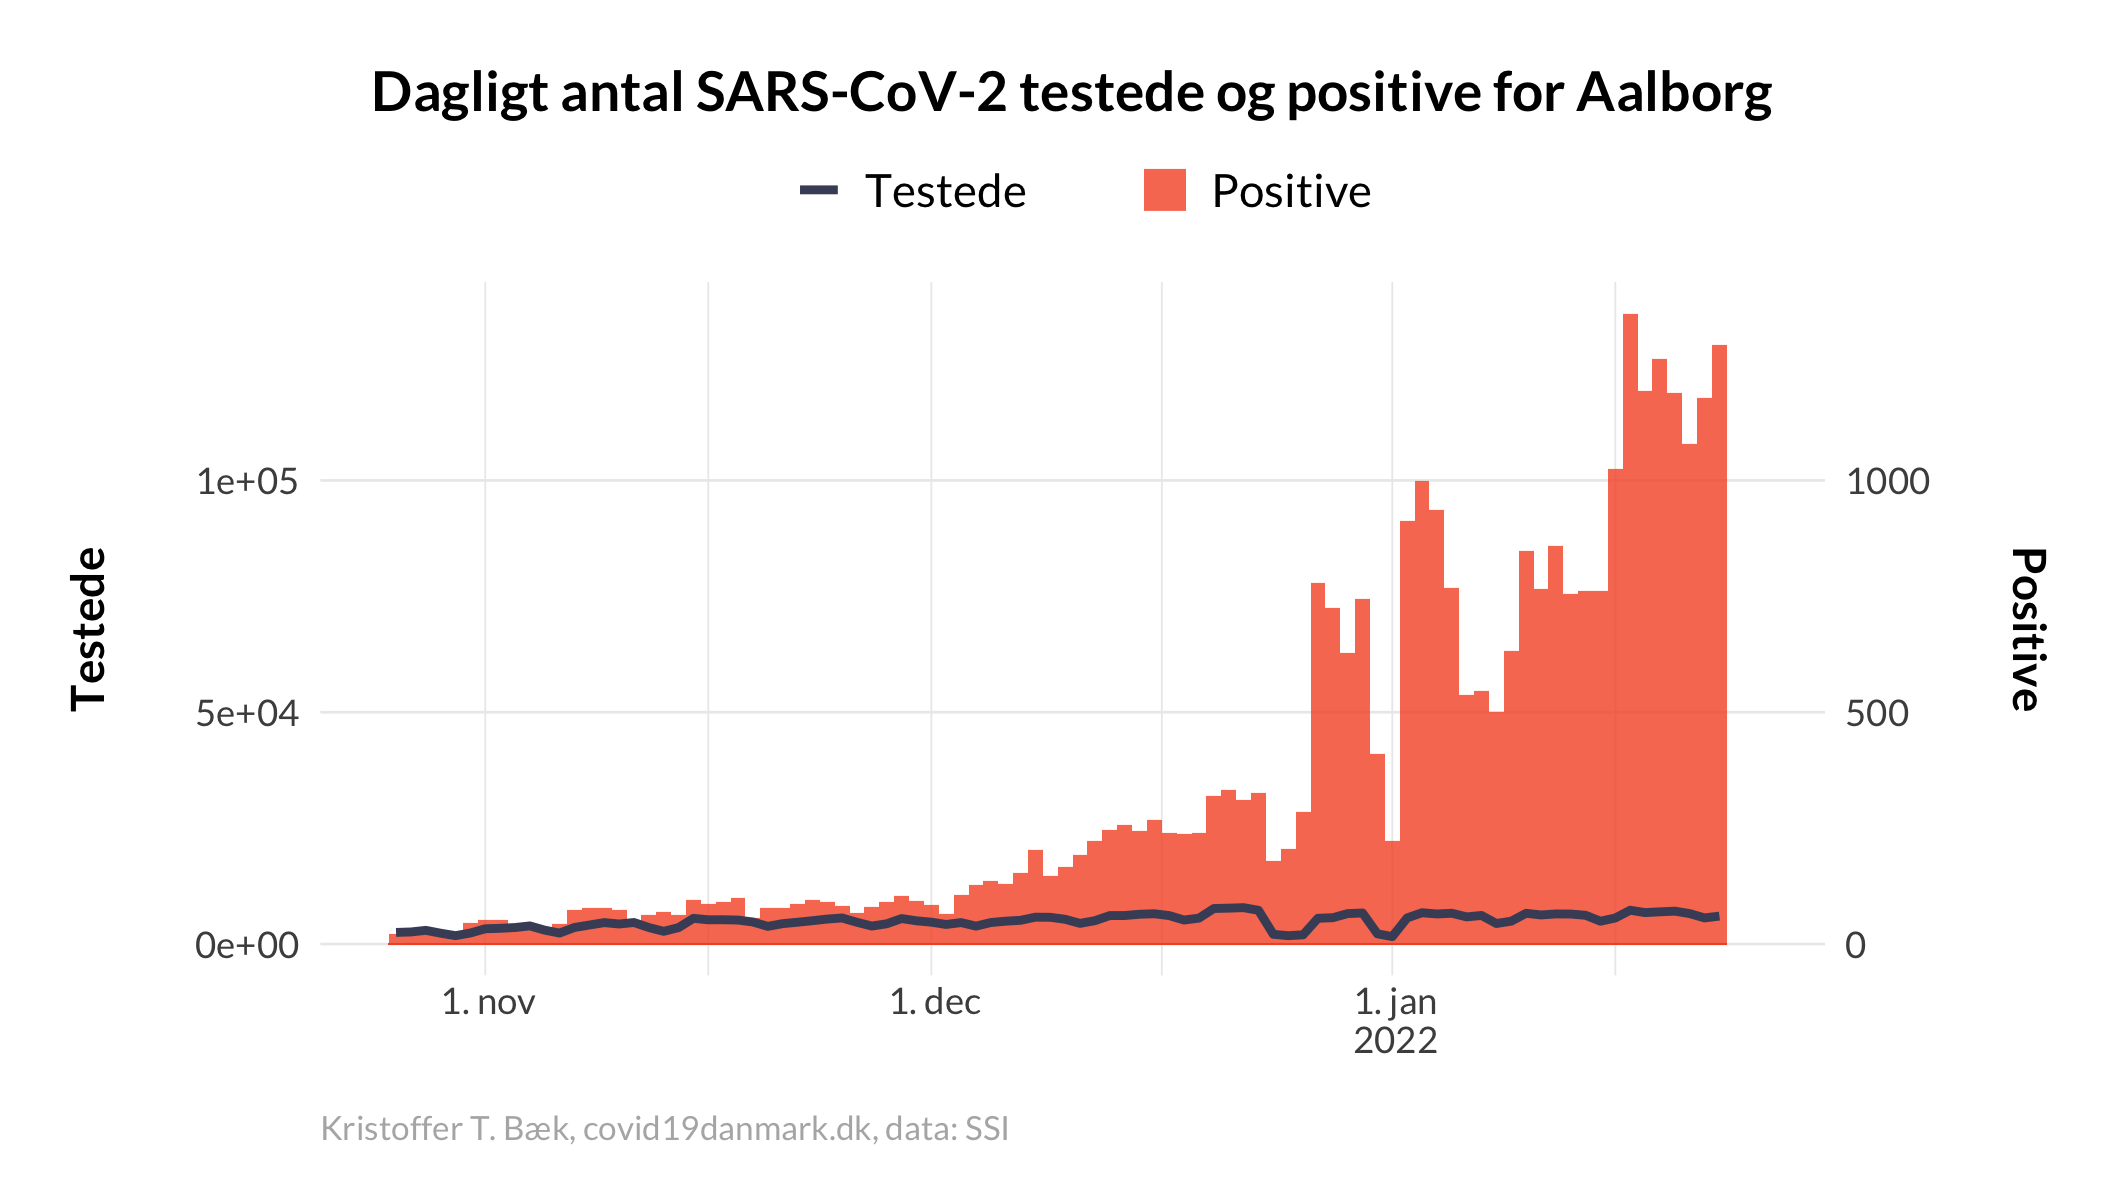 Dagligt antal SARS-CoV-2 testede og positive for Aalborg
Testede
Positive
1e+05
5e+04
0e+00
Testede
1000
500
0
Positive
1. nov
1. dec
1. jan
2022
Kristoffer T. Bæk, covid19danmark.dk, data: SSI